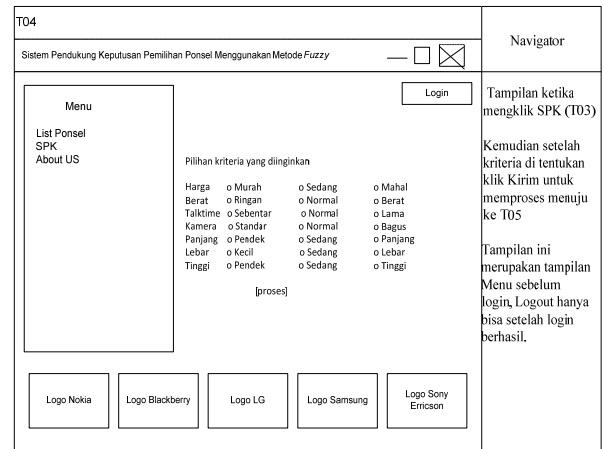 T04
Sistem Pendukung Keputusan Pemilihan Ponsel Menggunakan Metode Fuzzy
Login
Menu
List Ponsel
SPK
About US
Pilihan kriteria yang diinginkan
Harga o Murah o Sedang o Mahal
Berat o Ringan o Normal o Berat
Talktime o Sebentar o Normal o Lama
Kamera o Standar o Normal o Bagus
Panjang o Pendek o Sedang o Panjang
Lebar o Kecil o Sedang o Lebar
Tinggi o Pendek o Sedang o Tinggi
[proses]
Logo Nokia
Logo Blackberry
Logo LG
Logo Samsung
Logo Sony
Erricson
Navigator
Tampilan ketika
mengklik SPK (T03)
Kemudian setelah
kriteria di tentukan
klik Kirim untuk
memproses menuju
ke T05
Tampilan ini
merupakan tampilan
Menu sebelum
login, Logout hanya
bisa setelah login
berhasil.